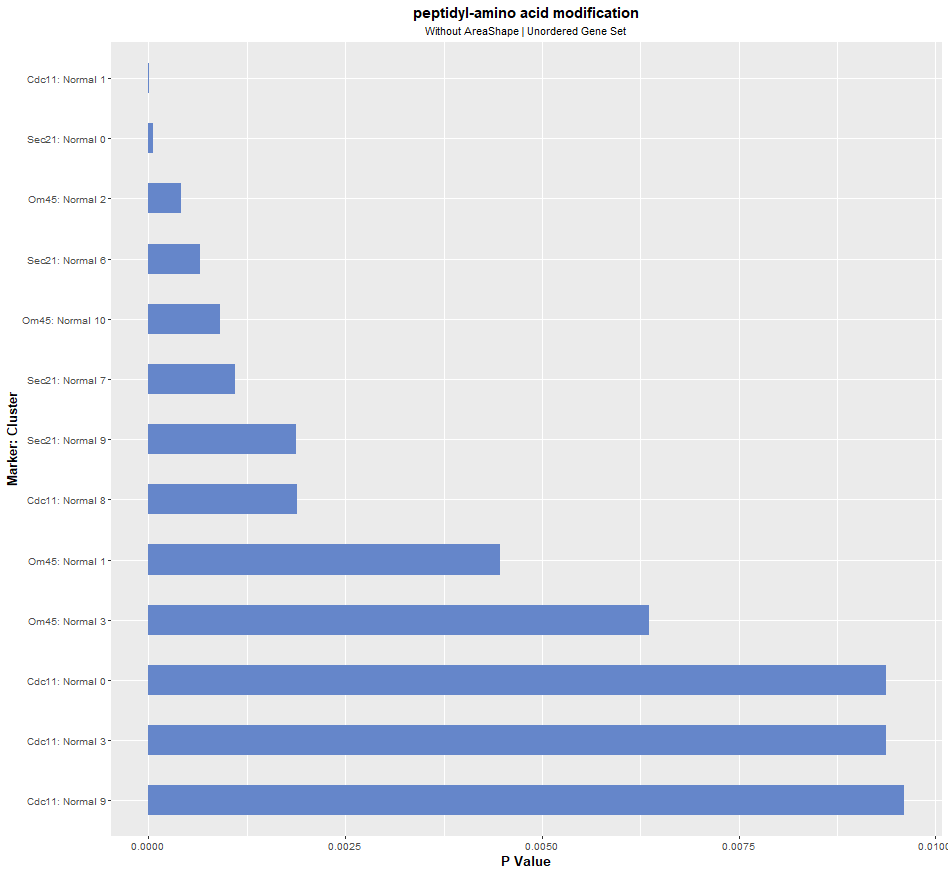 peptidyl-amino acid modification
Without AreaShape | Unordered Gene Set
Marker: Cluster
Cdc11: Normal 1
Sec21: Normal 0
Om45: Normal 2
Sec21: Normal 6
Om45: Normal 10
Sec21: Normal 7
Sec21: Normal 9
Cdc11: Normal 8
Om45: Normal 1
Om45: Normal 3
Cdc11: Normal 0
Cdc11: Normal 3
Cdc11: Normal 9
0.0000 0.0025 0.0050 0.0075 0.0100
P Value